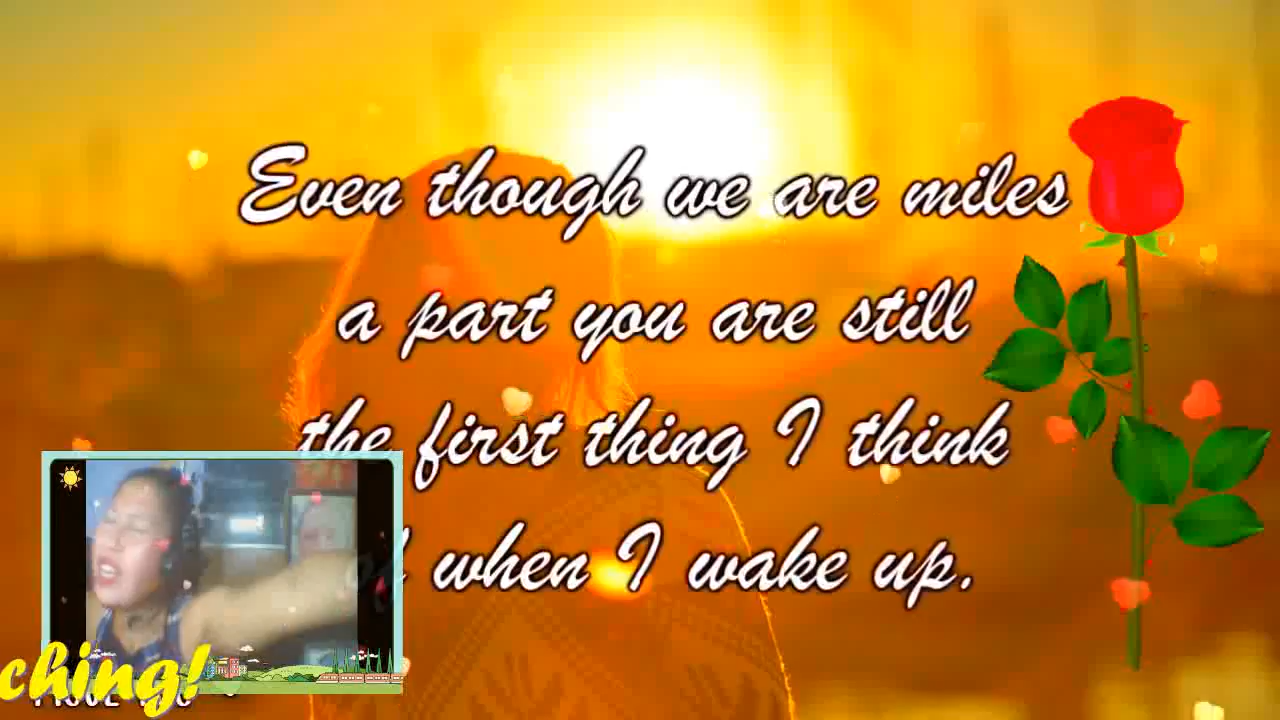 Even though we are miles
a part you are still
the first thing I think
when I wake up.
ching!